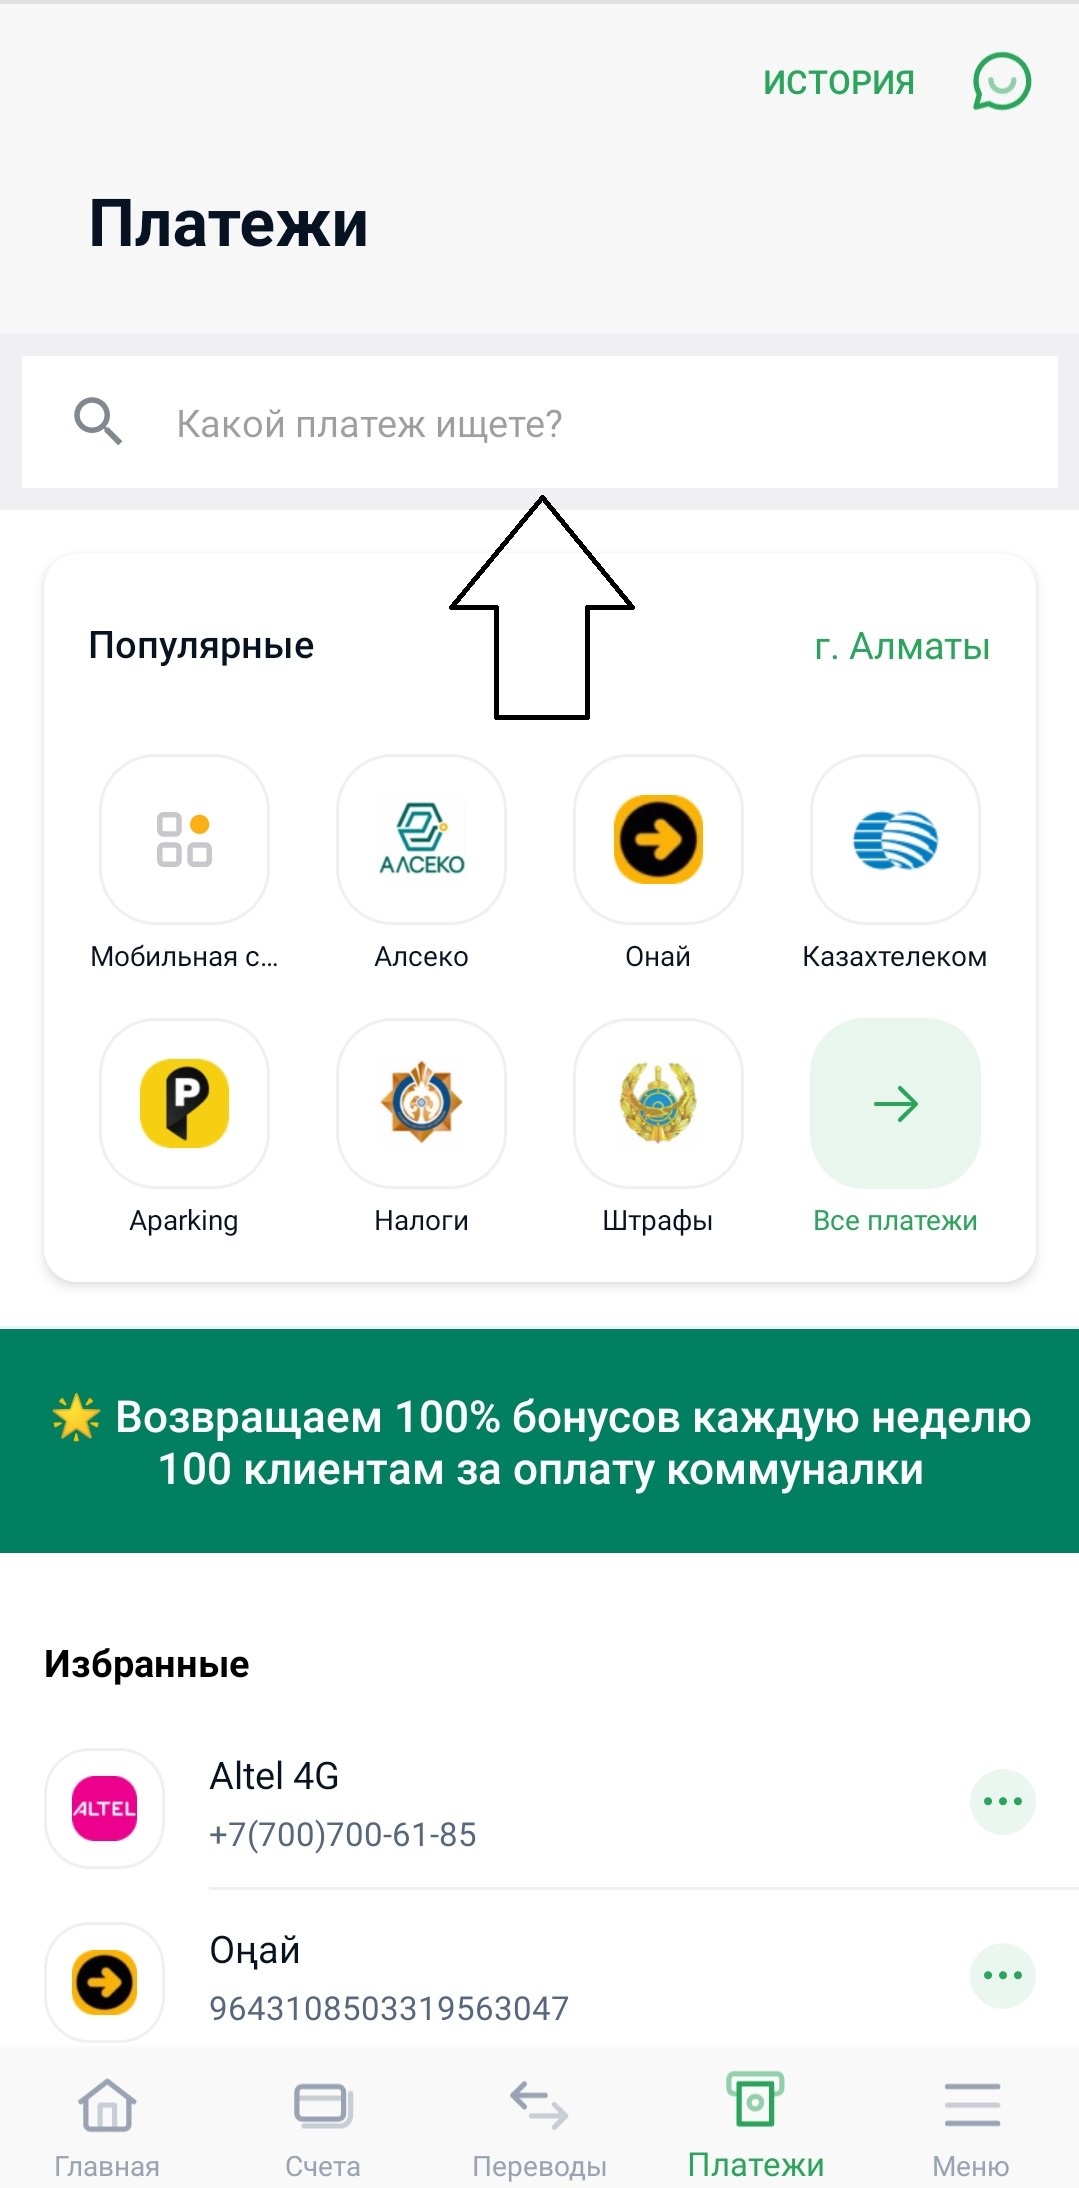 ИСТОРИЯ
Платежи
Какой платеж ищете?
Популярные
г. Алматы
АЛСЕКО
Мобильная с...
Алсеко
Онай
Казахтелеком
P
Aparking
Налоги
Штрафы
Все платежи
🌟 Возвращаем 100% бонусов каждую неделю
100 клиентам за оплату коммуналки
Избранные
ALTEL
Altel 4G
+7(700)700-61-85
Оңай
9643108503319563047
Главная
Счета
Переводы
Платежи
Меню